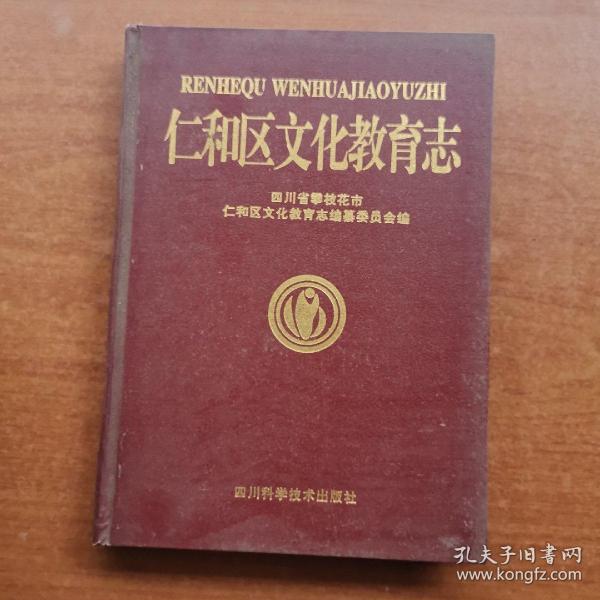 RENHEQU WENHUAJIAOYUZHI
仁和区文化教育志
四川省攀枝花市
仁和区文化教育志编纂委员会编
四川科学技术出版社
孔夫子旧书网
www.kongfz.com